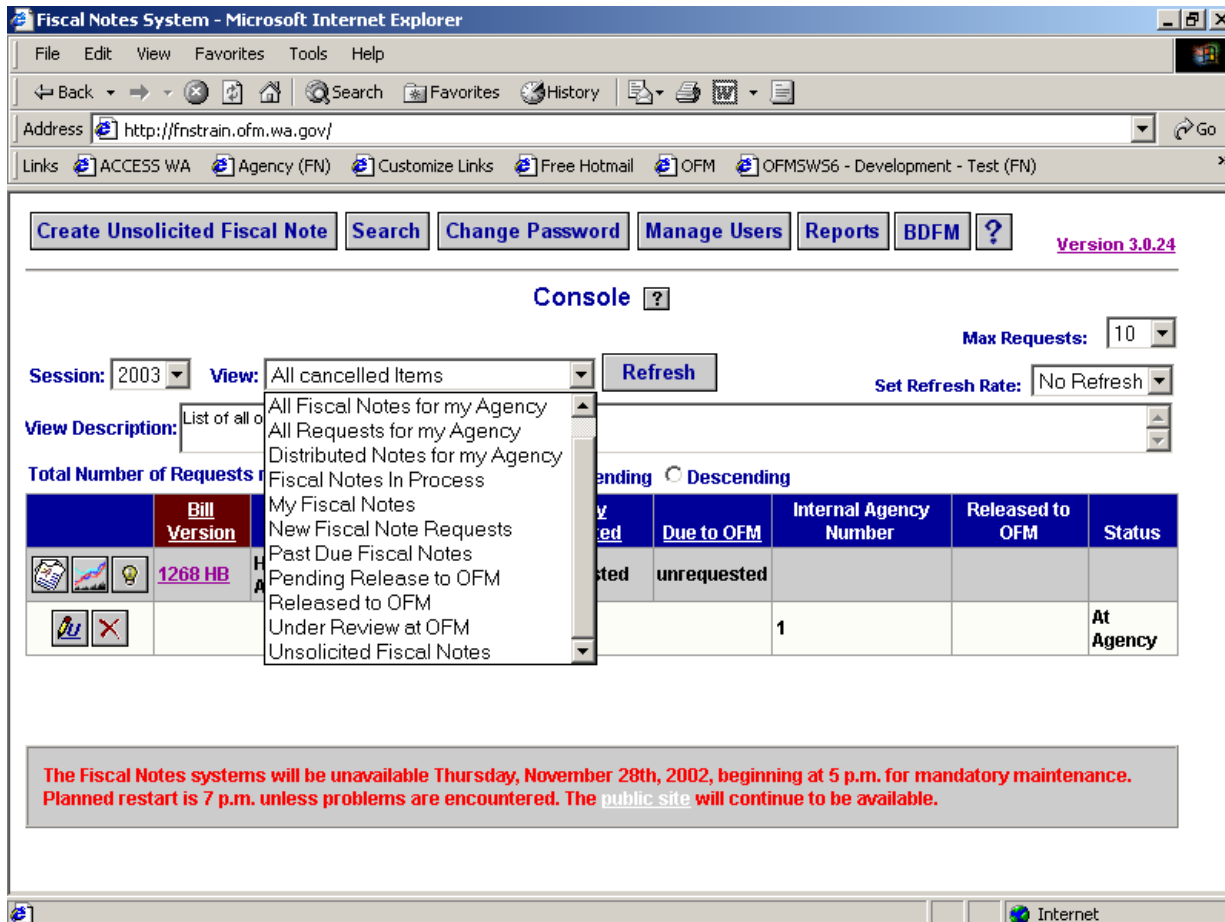 Fiscal Notes System - Microsoft Internet Explorer
File Edit View Favorites Tools Help
Back Search Favorites History
Address http://fnstrain.ofm.wa.gov/ Go
Links ACCESS WA Agency (FN) Customize Links Free Hotmail OFM OFMSWS6 - Development - Test (FN)
Create Unsolicited Fiscal Note Search Change Password Manage Users Reports BDFM ?
Version 3.0.24
Console ?
Max Requests: 10
Session: 2003 View: All cancelled Items Refresh
Set Refresh Rate: No Refresh
View Description: List of all
All Fiscal Notes for my Agency
All Requests for my Agency
Distributed Notes for my Agency
Fiscal Notes In Process
My Fiscal Notes
New Fiscal Note Requests
Past Due Fiscal Notes
Pending Release to OFM
Released to OFM
Under Review at OFM
Unsolicited Fiscal Notes
Total Number of Requests
Descending
Bill Version Due to OFM Internal Agency Number Released to OFM Status
1268 HB unrequested
1 At Agency
The Fiscal Notes systems will be unavailable Thursday, November 28th, 2002, beginning at 5 p.m. for mandatory maintenance.
Planned restart is 7 p.m. unless problems are encountered. The public site will continue to be available.
Internet